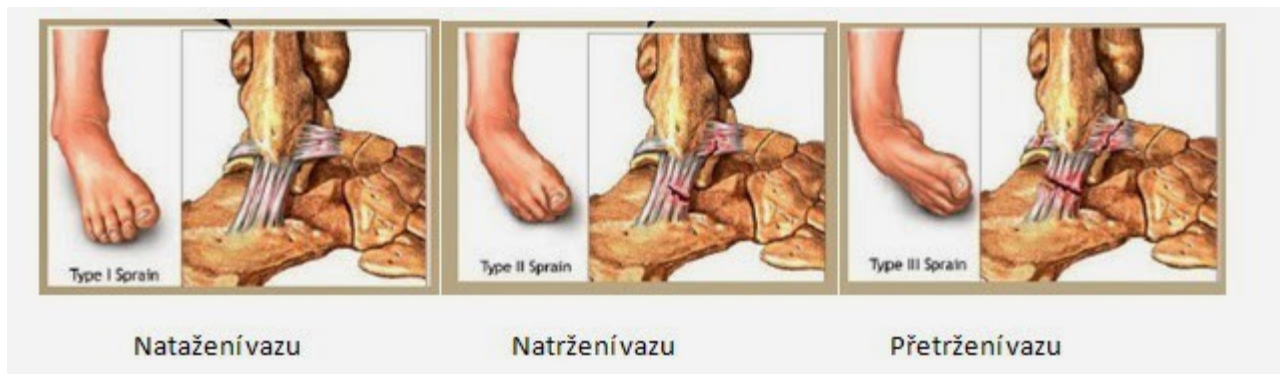 Type I Sprain
Type II Sprain
Type III Sprain
Natažení vazu
Natržení vazu
Přetržení vazu